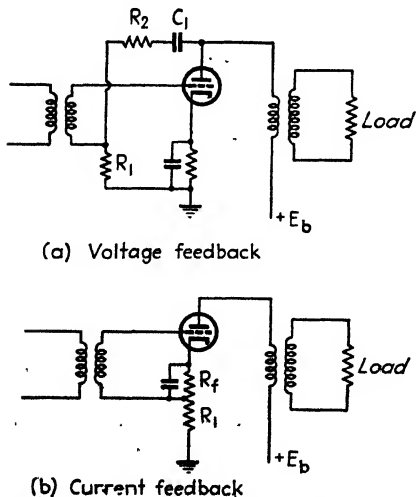 R2 C1
Load
R1
+Eb
(a) Voltage feedback
Rf
Load
R1
+Eb
(b) Current feedback